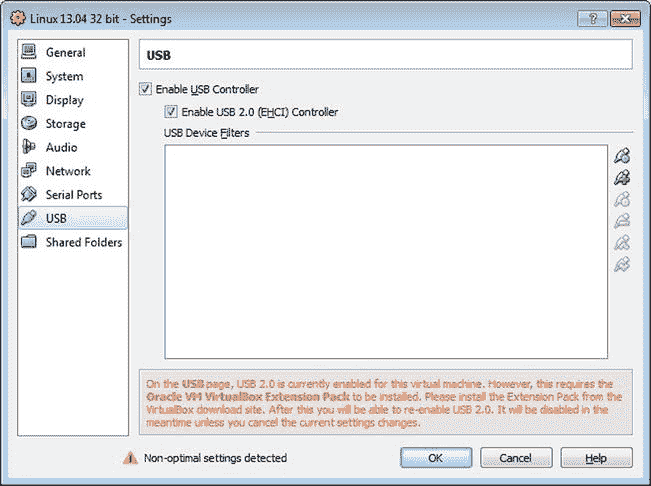 Linux 13.04 32 bit - Settings
General
System
Display
Storage
Audio
Network
Serial Ports
USB
Shared Folders
USB
Enable USB Controller
Enable USB 2.0 (EHCI) Controller
USB Device Filters
On the USB page, USB 2.0 is currently enabled for this virtual machine. However, this requires the
Oracle VM VirtualBox Extension Pack to be installed. Please install the Extension Pack from the
VirtualBox download site. After this you will be able to re-enable USB 2.0. It will be disabled in the
meantime unless you cancel the current settings changes.
Non-optimal settings detected
OK
Cancel
Help